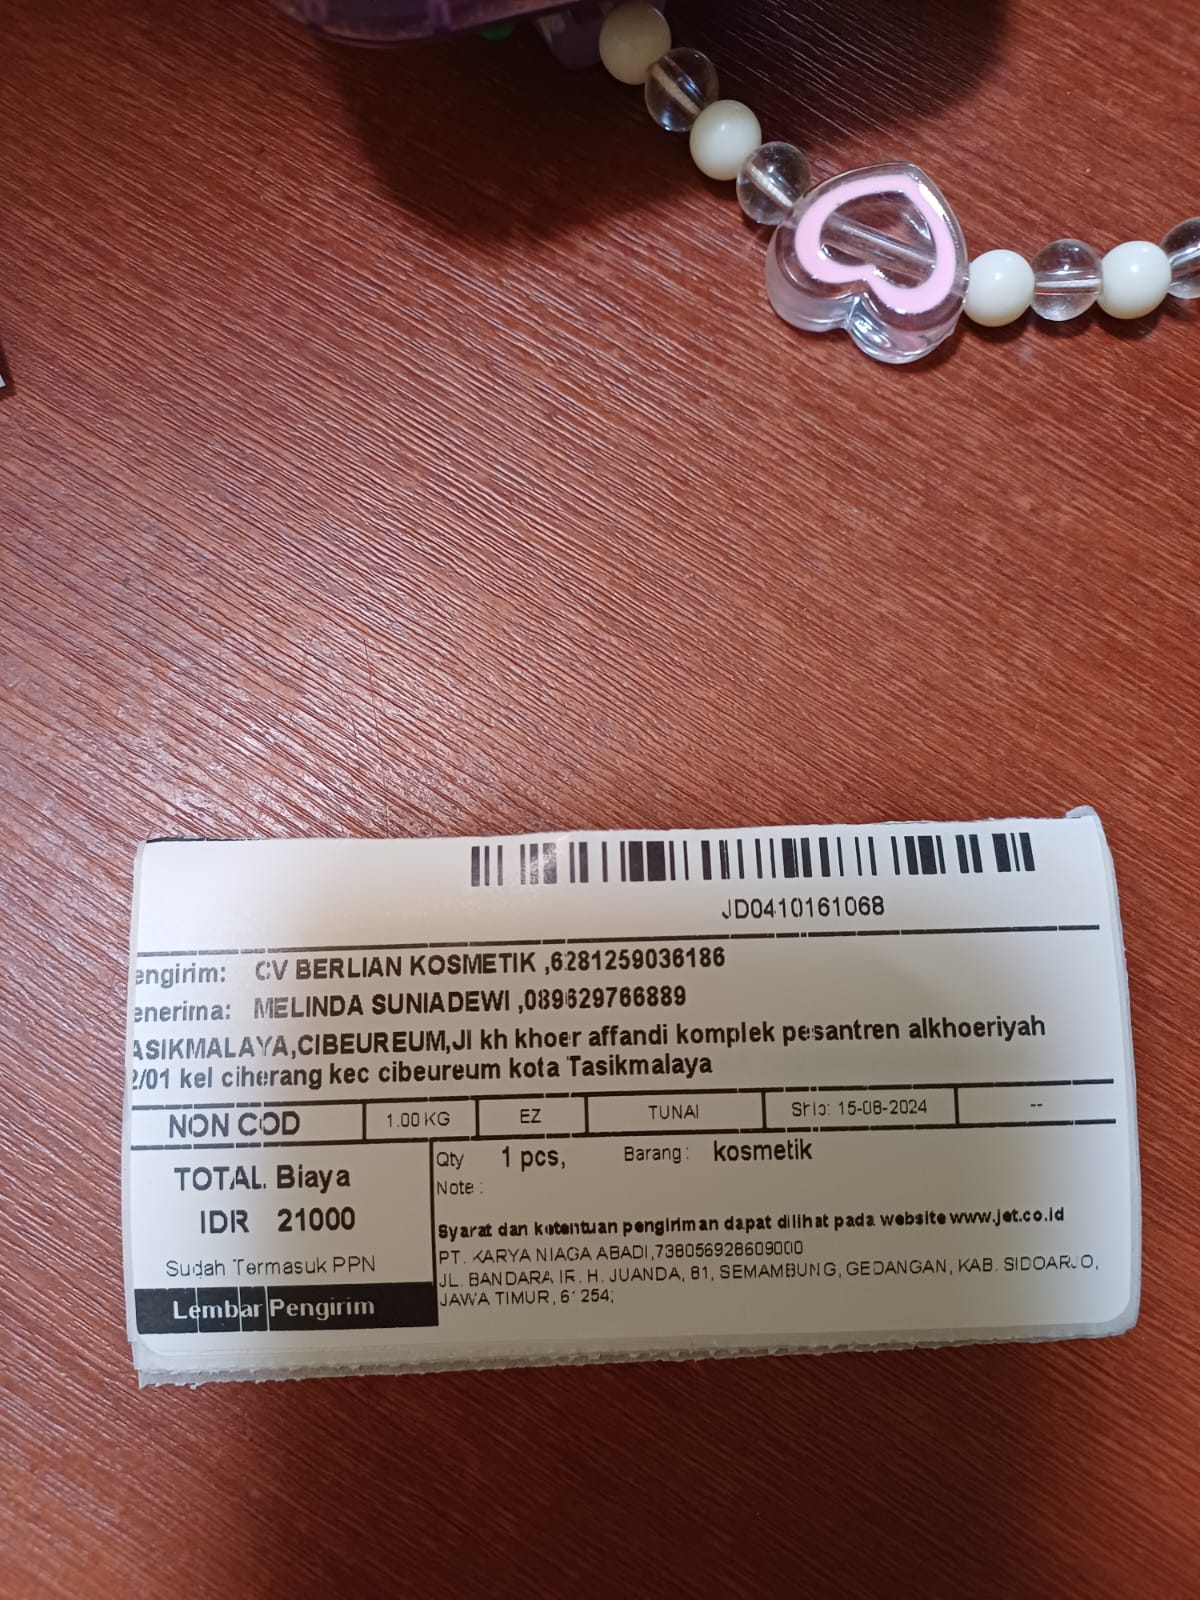 JD0410161068
engirim: CV BERLIAN KOSMETIK ,6281259036186
enerima: MELINDA SUNIADEWI ,089629766889
ASIKMALAYA,CIBEUREUM,Jl kh khoer affandi komplek pesantren alkhoeriyah
2/01 kel ciherang kec cibeureum kota Tasikmalaya
NON COD 1.00 KG EZ TUNAI Ship: 15-08-2024 --
TOTAL Biaya
IDR 21000
Sudah Termasuk PPN
Lembar Pengirim
Qty 1 pcs, Barang: kosmetik
Note :
Syarat dan ketentuan pengiriman dapat dilihat pada website www.jet.co.id
PT. KARYA NIAGA ABADI,738056928609000
JL. BANDARA IR. H. JUANDA, 81, SEMAMBUNG, GEDANGAN, KAB. SIDOARJO,
JAWA TIMUR,